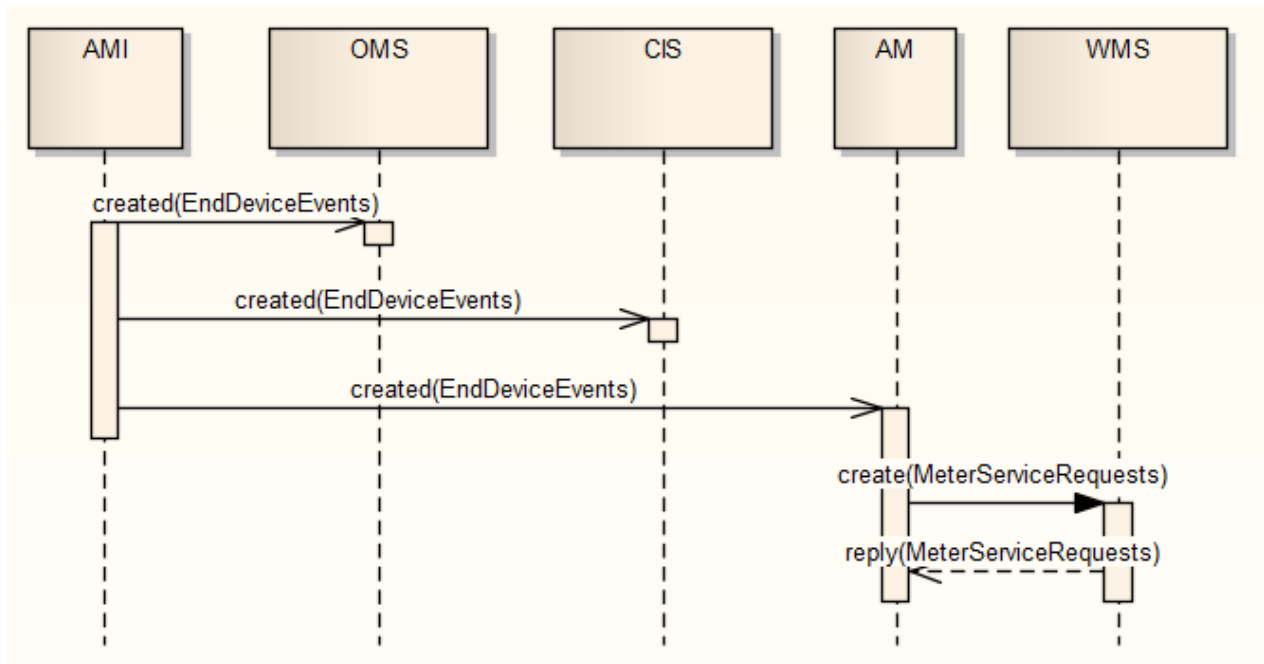 AMI
OMS
CIS
AM
WMS
created(EndDeviceEvents)
created(EndDeviceEvents)
created(EndDeviceEvents)
create(MeterServiceRequests)
reply(MeterServiceRequests)